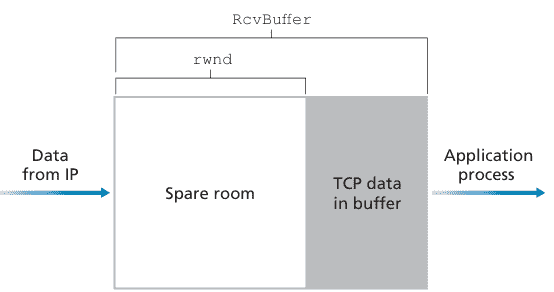 RcvBuffer
rwnd
Data
from IP
Spare room
TCP data
in buffer
Application
process